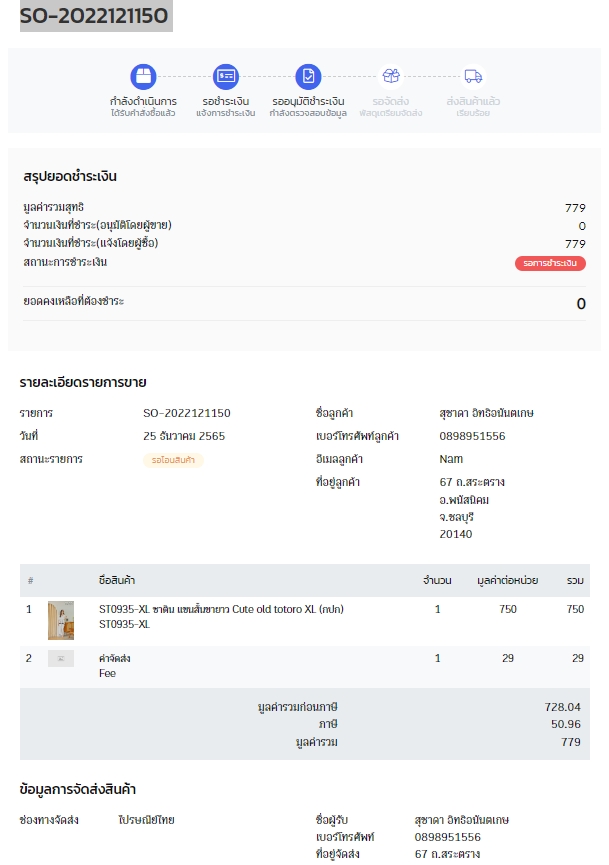 SO-2022121150
กำลังดำเนินการ
ได้รับคำสั่งซื้อแล้ว
รอชำระเงิน
แจ้งการชำระเงิน
รออนุมัติชำระเงิน
กำลังตรวจสอบข้อมูล
รอจัดส่ง
พัสดุเตรียมจัดส่ง
ส่งสินค้าแล้ว
เรียบร้อย
สรุปยอดชำระเงิน
มูลค่ารวมสุทธิ 779
จำนวนเงินที่ชำระ(อนุมัติโดยผู้ขาย) 0
จำนวนเงินที่ชำระ(แจ้งโดยผู้ซื้อ) 779
สถานะการชำระเงิน รอการชำระเงิน
ยอดคงเหลือที่ต้องชำระ 0
รายละเอียดรายการขาย
รายการ SO-2022121150
วันที่ 25 ธันวาคม 2565
สถานะรายการ รอโอนสินค้า
ชื่อลูกค้า สุชาดา อิทธิอนันตเกษ
เบอร์โทรศัพท์ลูกค้า 0898951556
อีเมลลูกค้า Nam
ที่อยู่ลูกค้า 67 ถ.สระตราง
อ.พนัสนิคม
จ.ชลบุรี
20140
# ชื่อสินค้า จำนวน มูลค่าต่อหน่วย รวม
1 ST0935-XL ซาติน แขนสั้นขายาว Cute old totoro XL (กปก) 1 750 750
ST0935-XL
2 ค่าจัดส่ง 1 29 29
Fee
มูลค่ารวมก่อนภาษี 728.04
ภาษี 50.96
มูลค่ารวม 779
ข้อมูลการจัดส่งสินค้า
ช่องทางจัดส่ง ไปรษณีย์ไทย
ชื่อผู้รับ สุชาดา อิทธิอนันตเกษ
เบอร์โทรศัพท์ 0898951556
ที่อยู่จัดส่ง 67 ถ.สระตราง